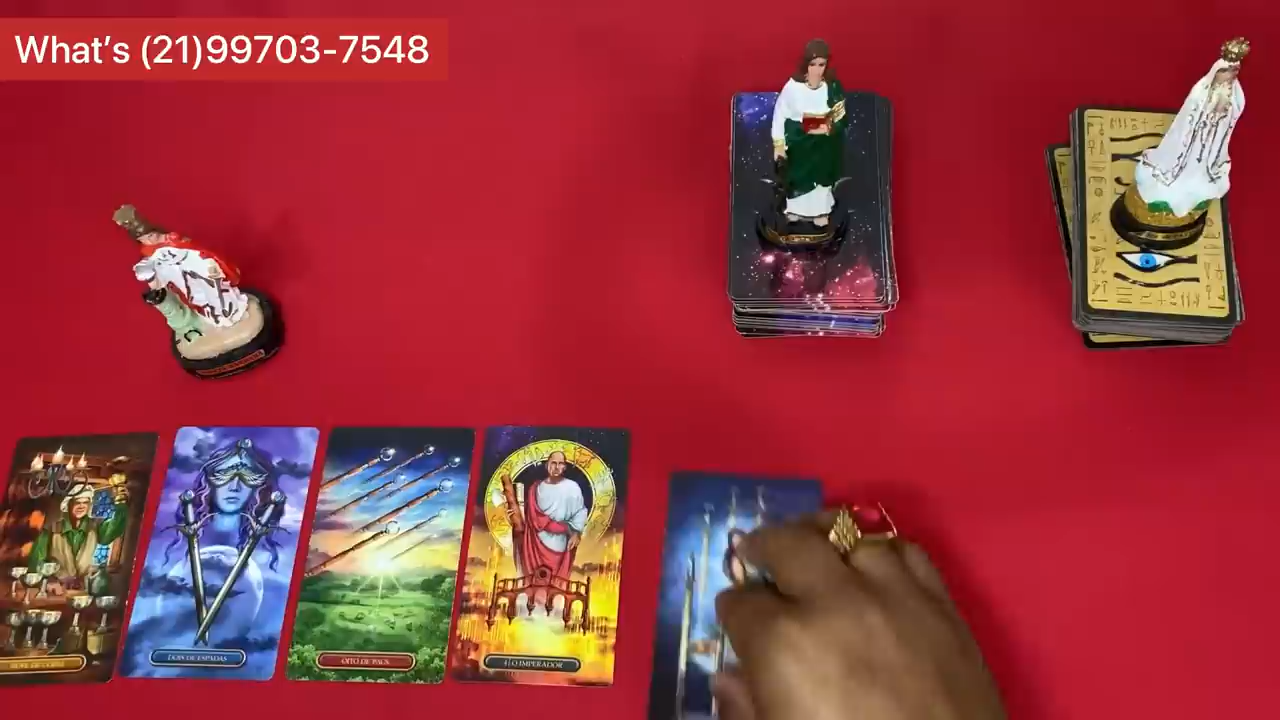 What’s (21)99703-7548
DOIS DE ESPADAS
OITO DE PAUS
4 | O IMPERADOR